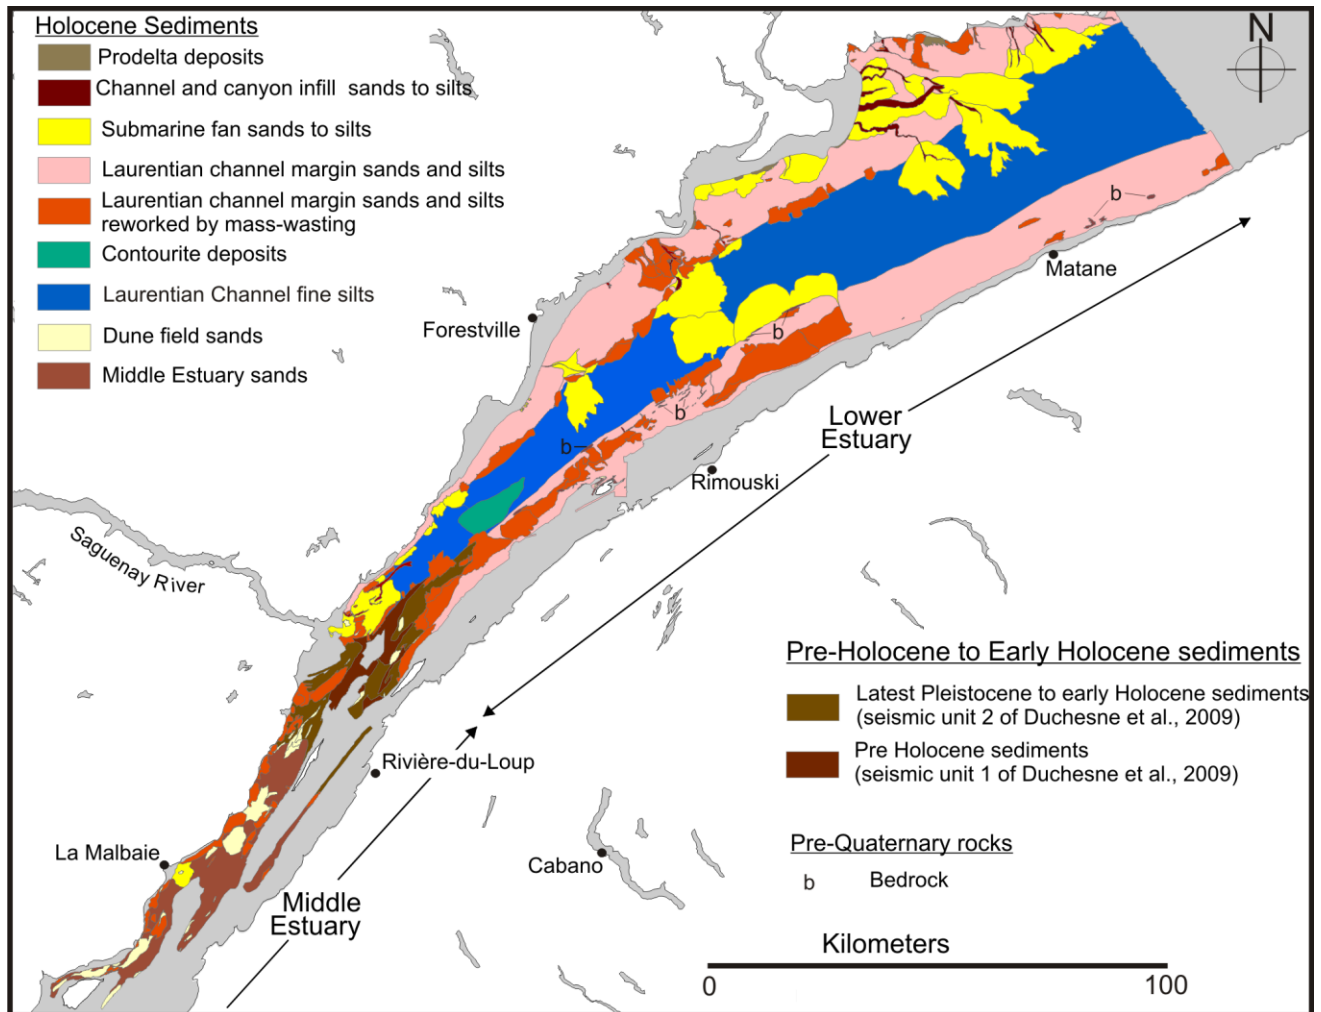 Holocene Sediments
Prodelta deposits
Channel and canyon infill sands to silts
Submarine fan sands to silts
Laurentian channel margin sands and silts
Laurentian channel margin sands and silts
reworked by mass-wasting
Contourite deposits
Laurentian Channel fine silts
Dune field sands
Middle Estuary sands
N
b
Matane
Forestville
b
b
b
Lower
Estuary
Rimouski
Saguenay River
Pre-Holocene to Early Holocene sediments
Latest Pleistocene to early Holocene sediments
(seismic unit 2 of Duchesne et al., 2009)
Pre Holocene sediments
(seismic unit 1 of Duchesne et al., 2009)
Rivière-du-Loup
La Malbaie
Cabano
Middle
Estuary
Pre-Quaternary rocks
b Bedrock
Kilometers
0 100